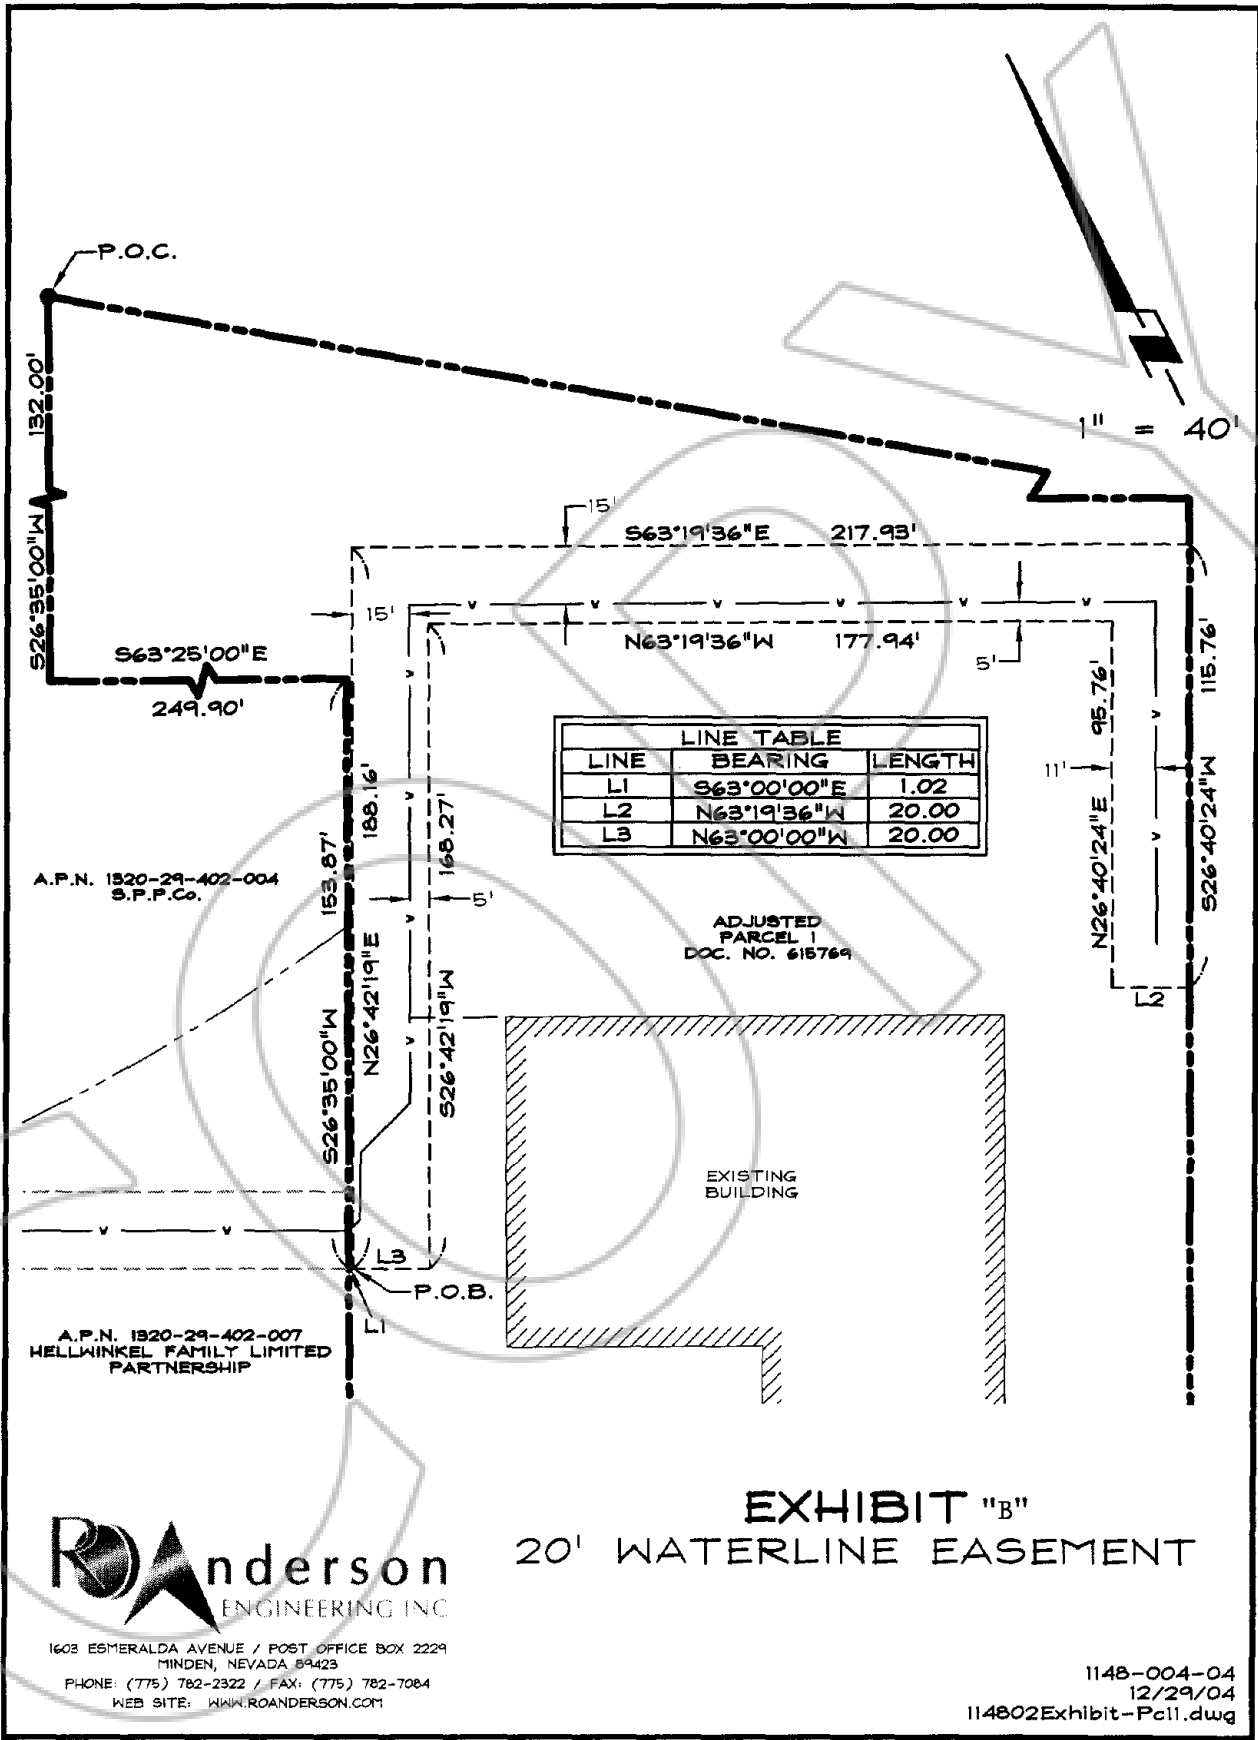 P.O.C.
132.00'
S26°35'00"W
1" = 40'
15'
S63°19'36"E 217.93'
15'
N63°19'36"W 177.94'
5'
S63°25'00"E
249.90'
115.76'
S26°40'24"W
95.76'
N26°40'24"E
11'
LINE TABLE
LINE BEARING LENGTH
L1 S63°00'00"E 1.02
L2 N63°19'36"W 20.00
L3 N63°00'00"W 20.00
188.16'
N26°42'19"E
168.27'
S26°42'19"W
153.87'
S26°35'00"W
5'
A.P.N. 1320-29-402-004
S.P.P.Co.
ADJUSTED
PARCEL 1
DOC. NO. 615769
L2
EXISTING
BUILDING
L3
P.O.B.
L1
A.P.N. 1320-29-402-007
HELLWINKEL FAMILY LIMITED
PARTNERSHIP
EXHIBIT "B"
20' WATERLINE EASEMENT
ROAnderson
ENGINEERING INC
1603 ESMERALDA AVENUE / POST OFFICE BOX 2229
MINDEN, NEVADA 89423
PHONE: (775) 782-2322 / FAX: (775) 782-7084
WEB SITE: WWW.ROANDERSON.COM
1148-004-04
12/29/04
114802Exhibit-Pcl1.dwg